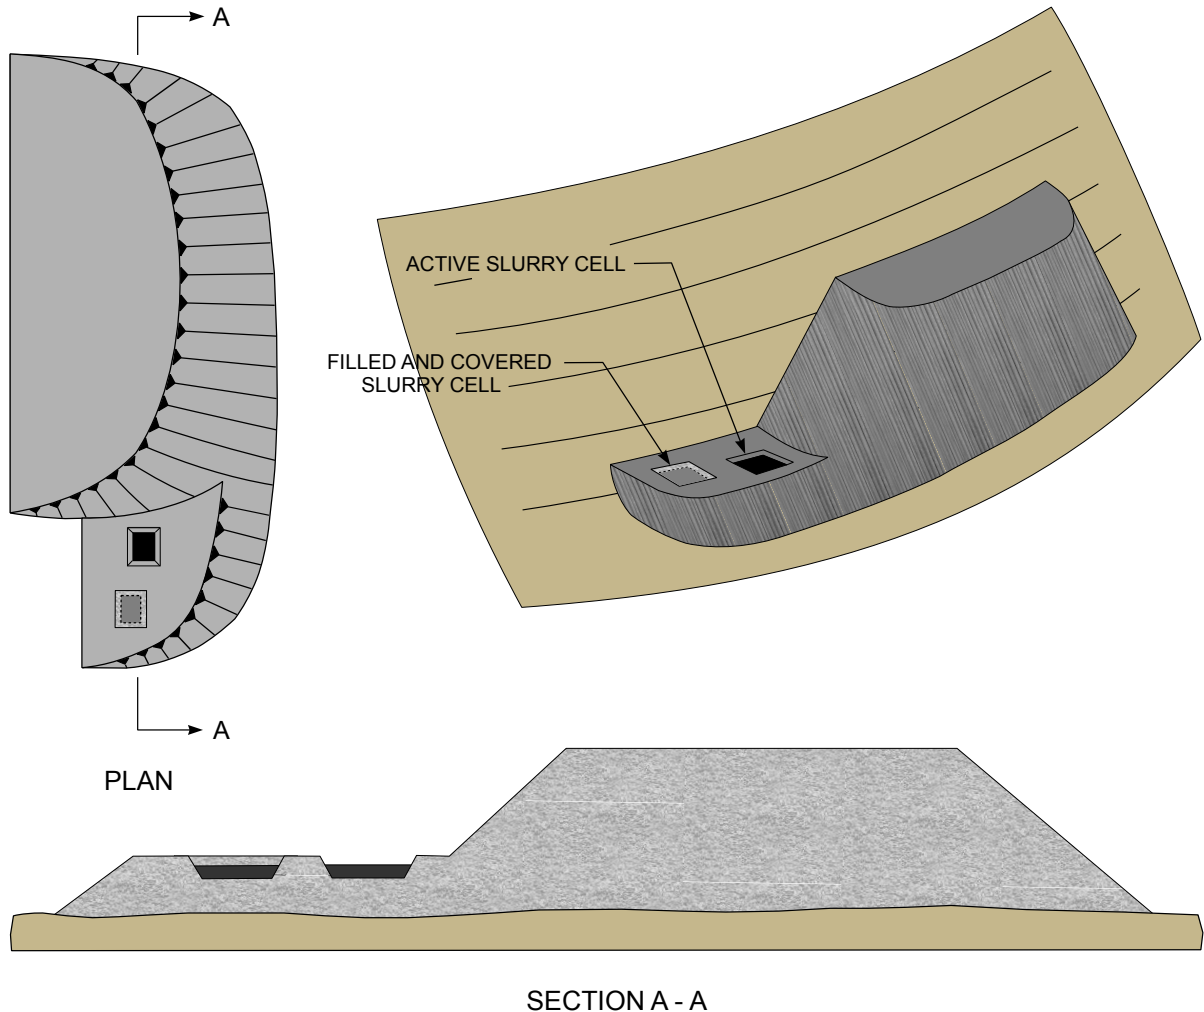 A
ACTIVE SLURRY CELL
FILLED AND COVERED
SLURRY CELL
A
PLAN
SECTION A - A